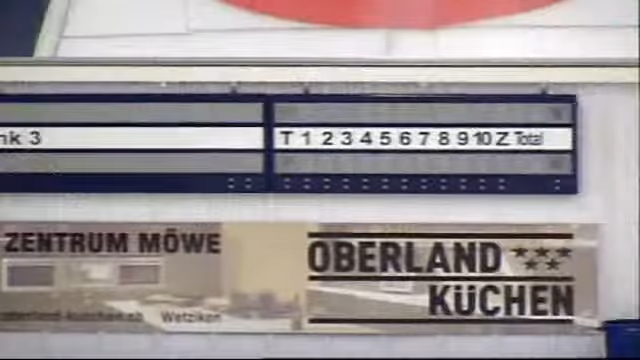 nk 3 T 1 2 3 4 5 6 7 8 9 10 Z Total
ZENTRUM MÖWE
OBERLAND
KÜCHEN
Wetzikon